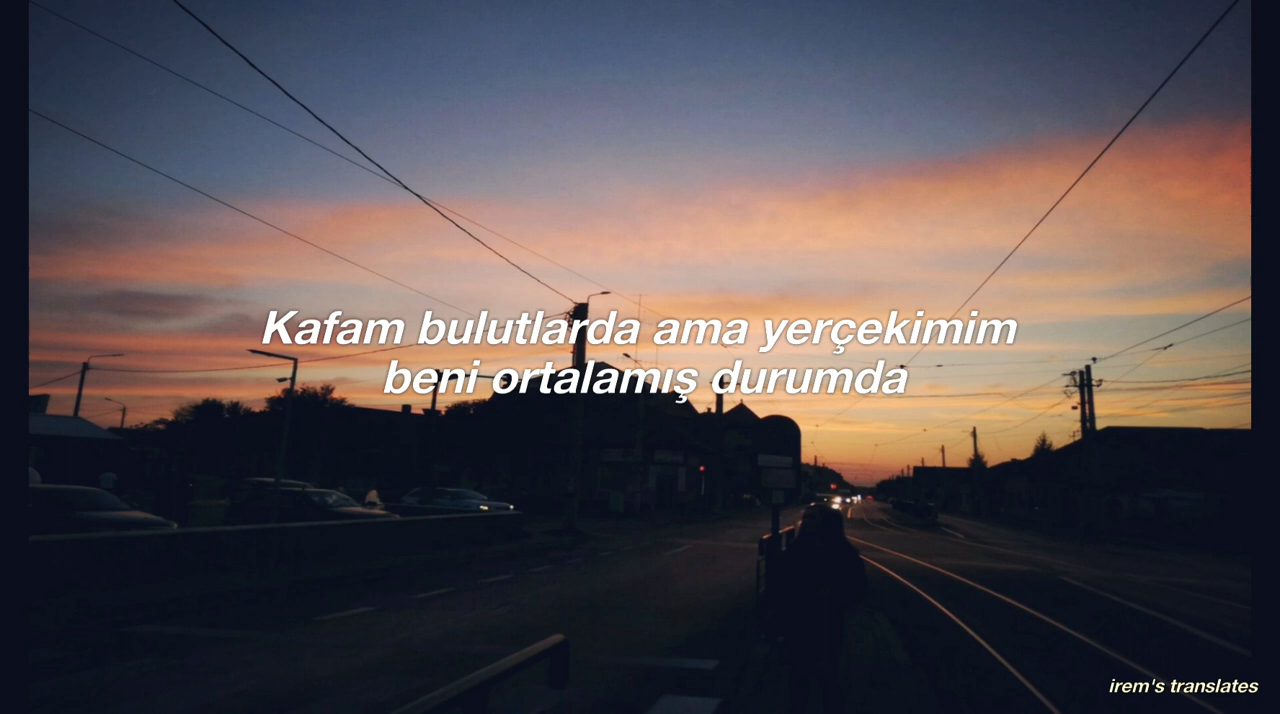 Kafam bulutlarda ama yerçekimim
beni ortalamış durumda
irem's translates